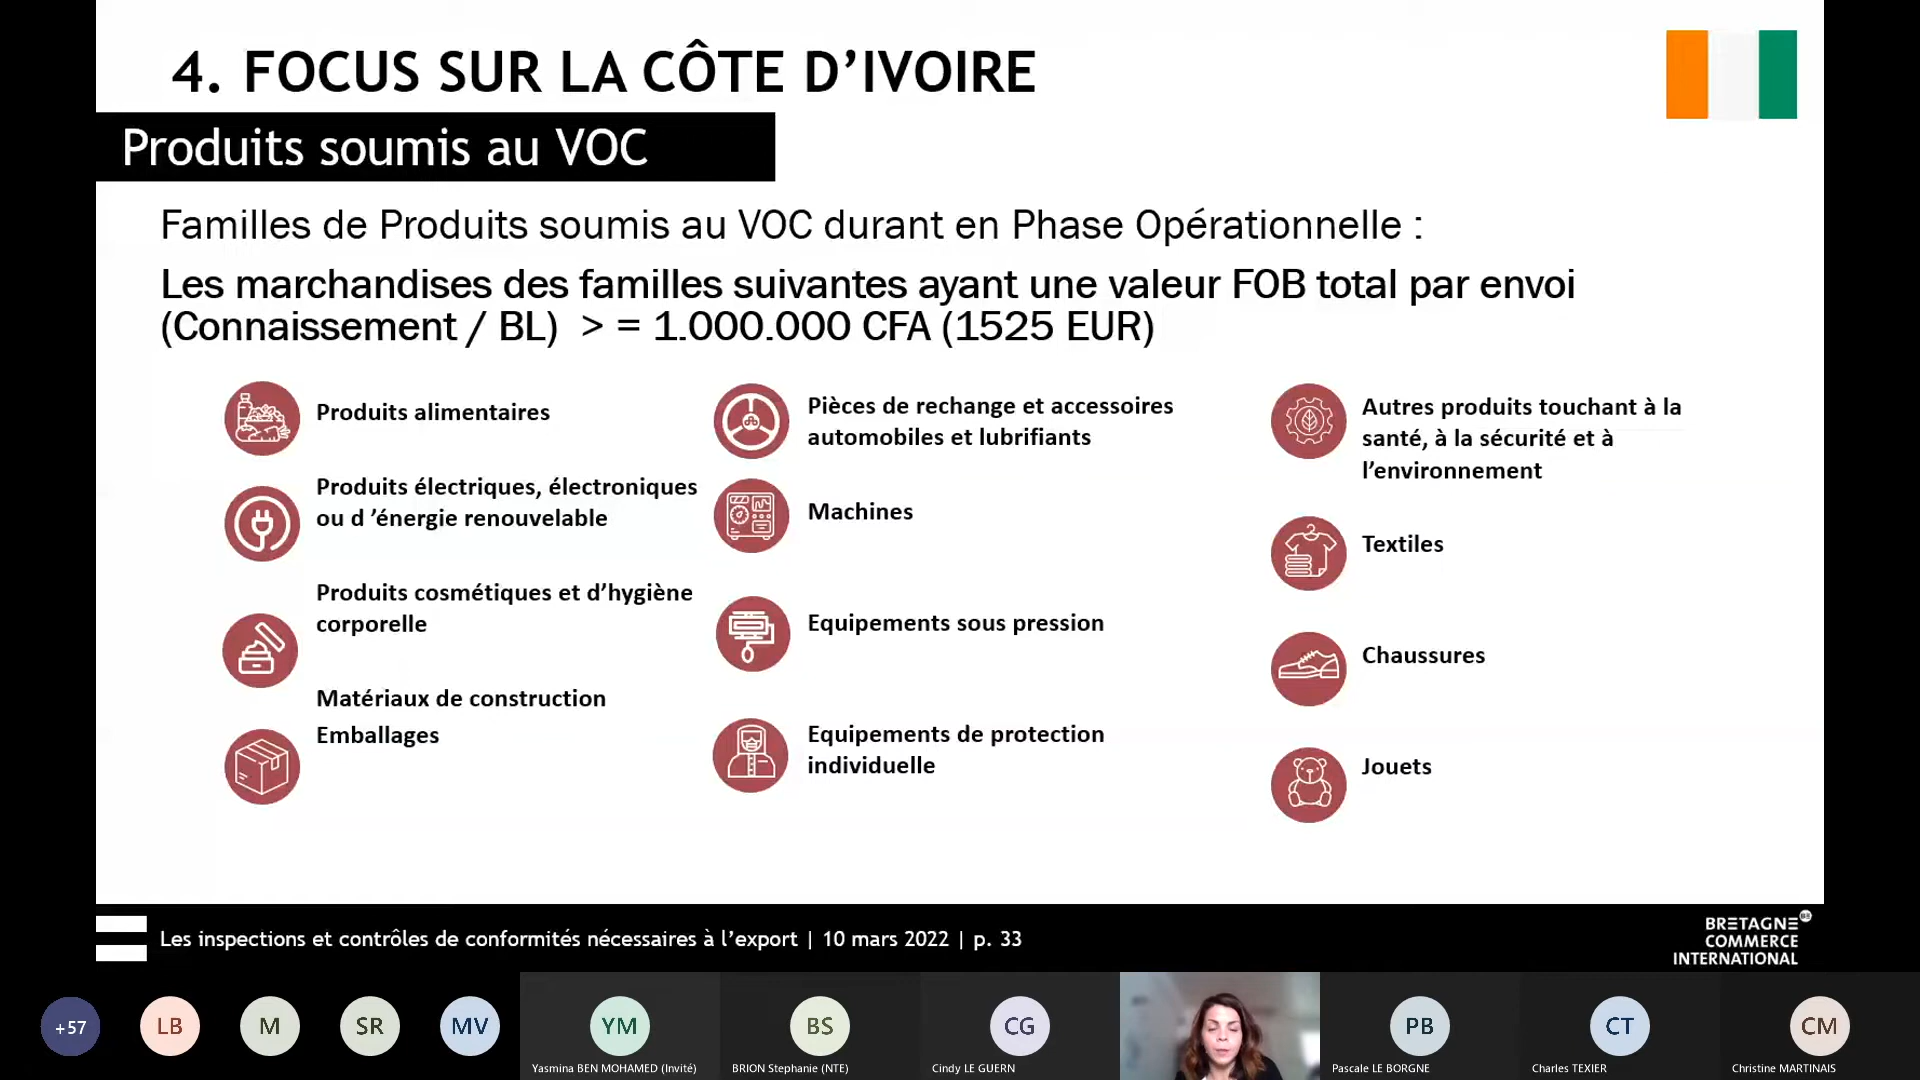 4. FOCUS SUR LA CÔTE D’IVOIRE
Produits soumis au VOC
Familles de Produits soumis au VOC durant en Phase Opérationnelle :
Les marchandises des familles suivantes ayant une valeur FOB total par envoi
(Connaissement / BL) > = 1.000.000 CFA (1525 EUR)
Produits alimentaires
Produits électriques, électroniques
ou d ’énergie renouvelable
Produits cosmétiques et d’hygiène
corporelle
Matériaux de construction
Emballages
Pièces de rechange et accessoires
automobiles et lubrifiants
Machines
Equipements sous pression
Equipements de protection
individuelle
Autres produits touchant à la
santé, à la sécurité et à
l’environnement
Textiles
Chaussures
Jouets
Les inspections et contrôles de conformités nécessaires à l’export | 10 mars 2022 | p. 33
BRETAGNE
COMMERCE
INTERNATIONAL
+57
LB
M
SR
MV
YM
Yasmina BEN MOHAMED (Invité)
BS
BRION Stephanie (NTE)
CG
Cindy LE GUERN
PB
Pascale LE BORGNE
CT
Charles TEXIER
CM
Christine MARTINAIS